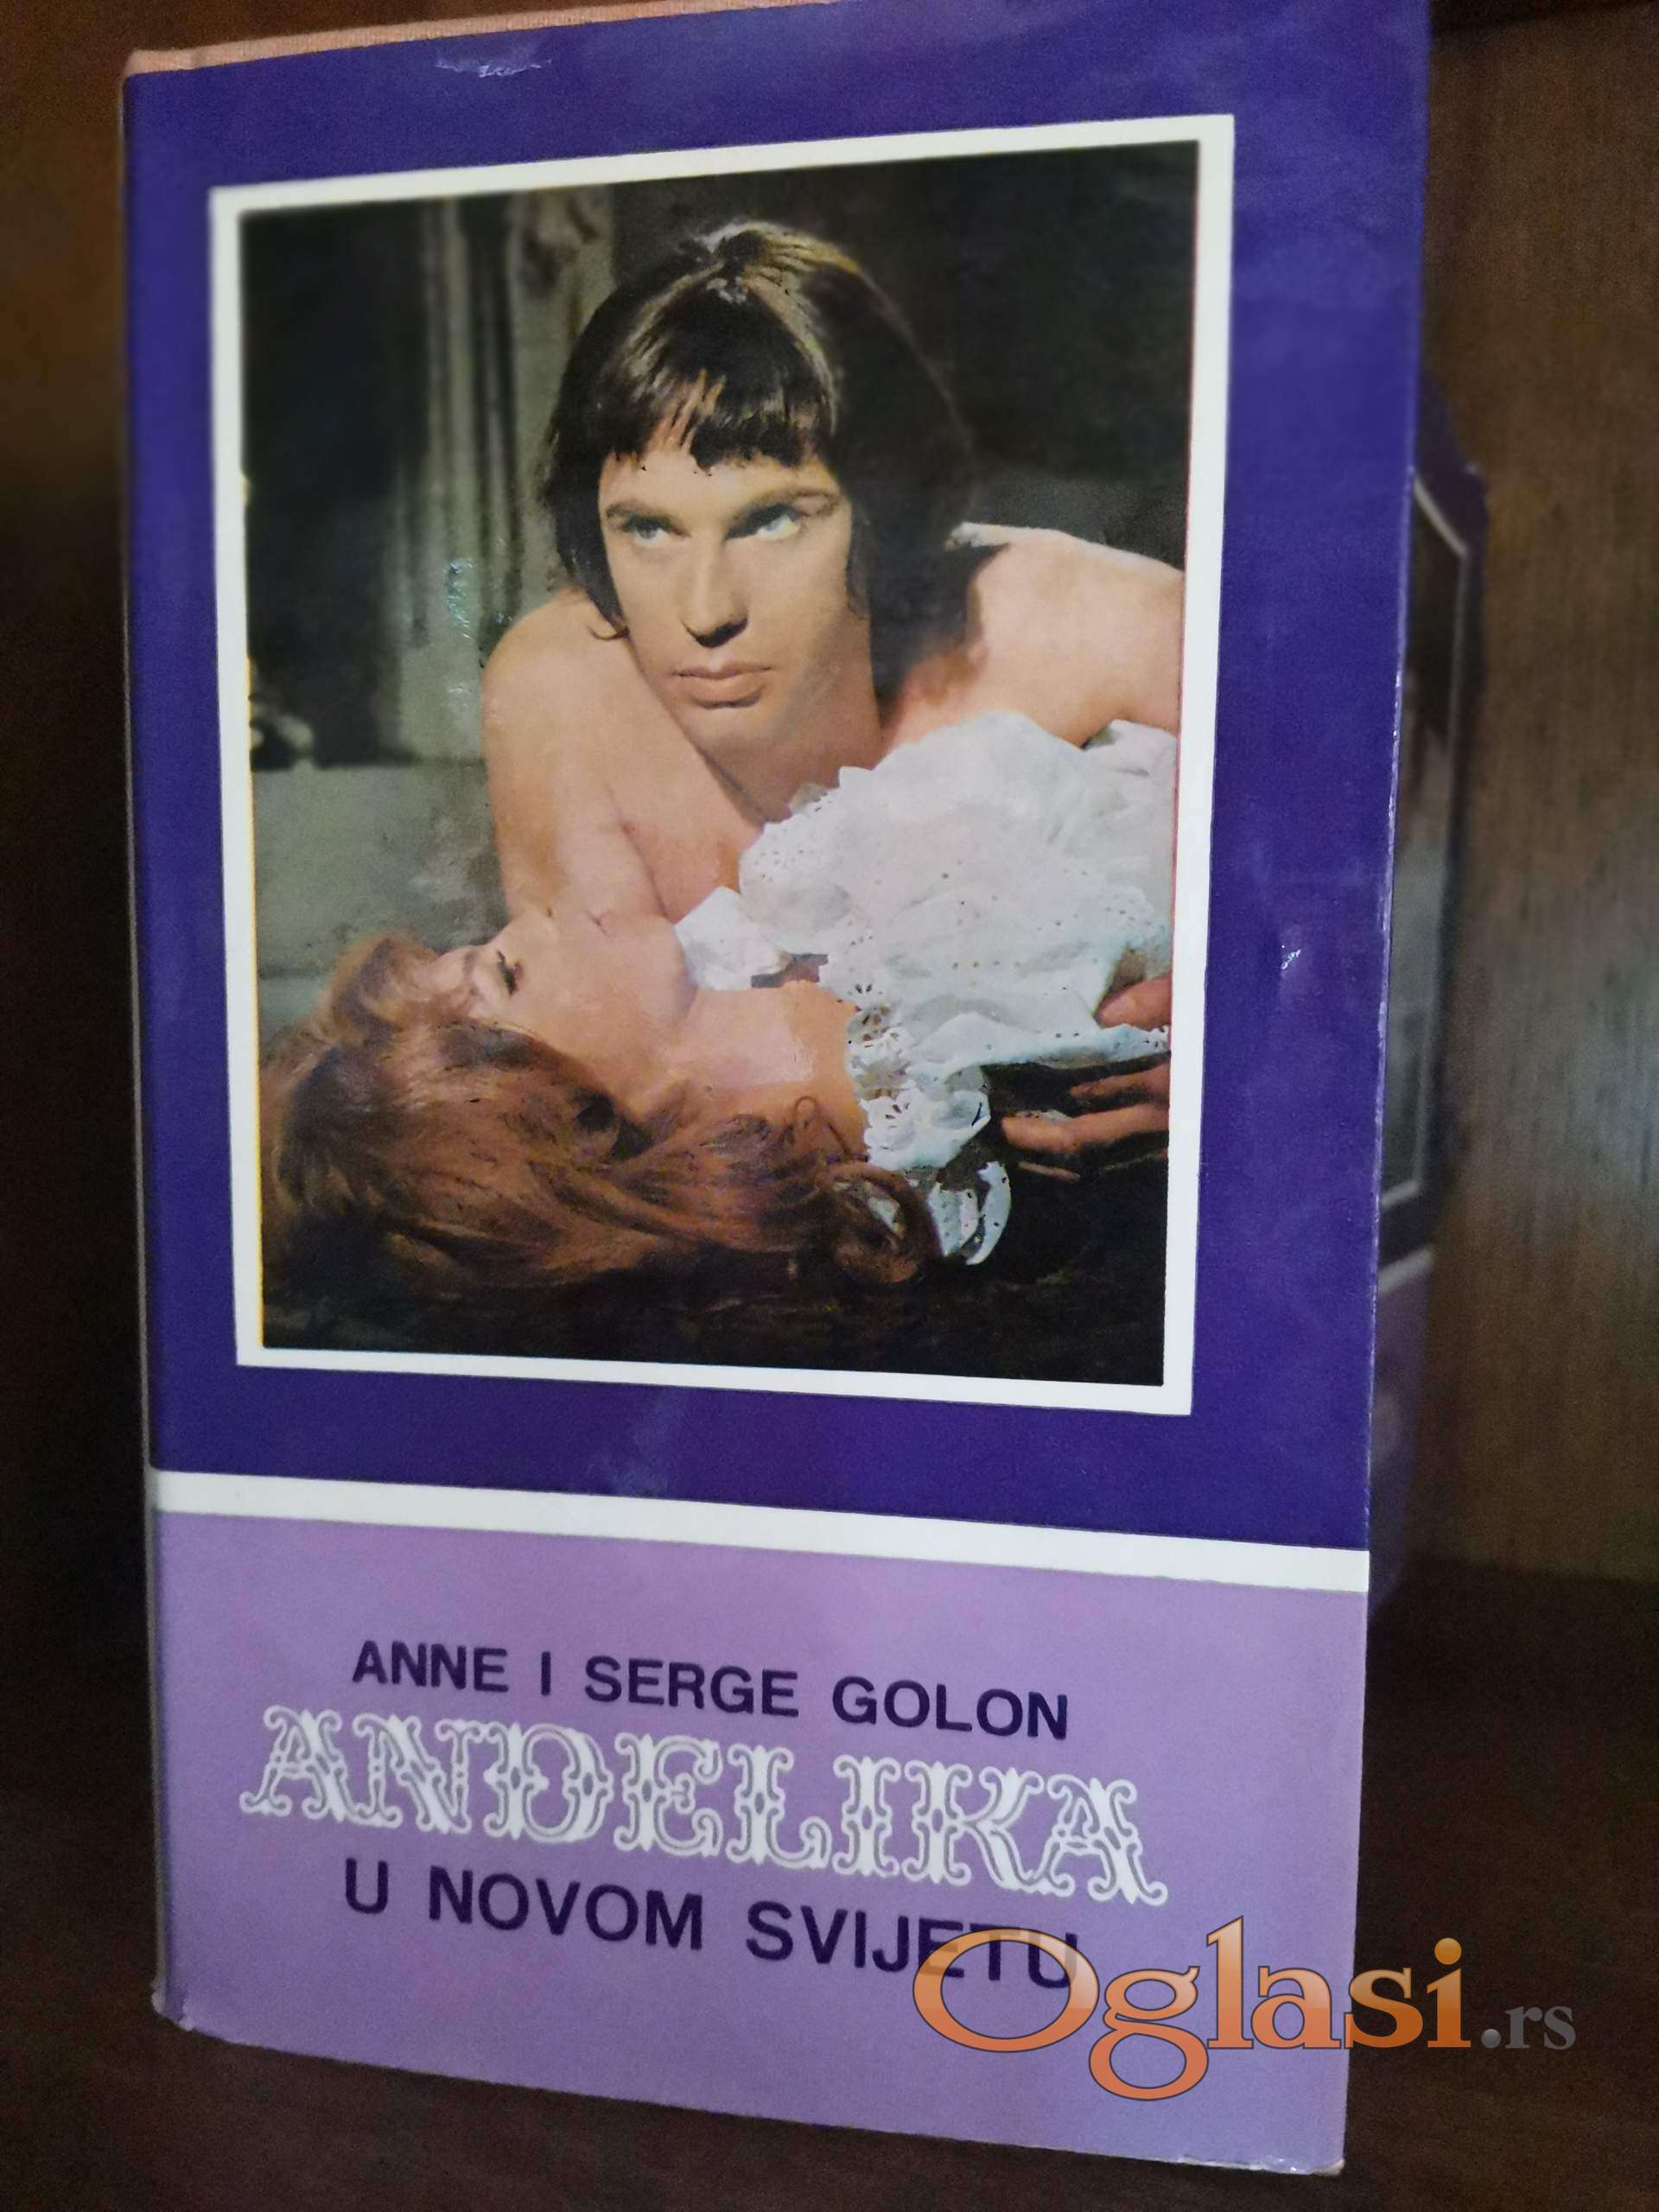 ANNE I SERGE GOLON
ANĐELIKA
U NOVOM SVIJETU
Oglasi.rs